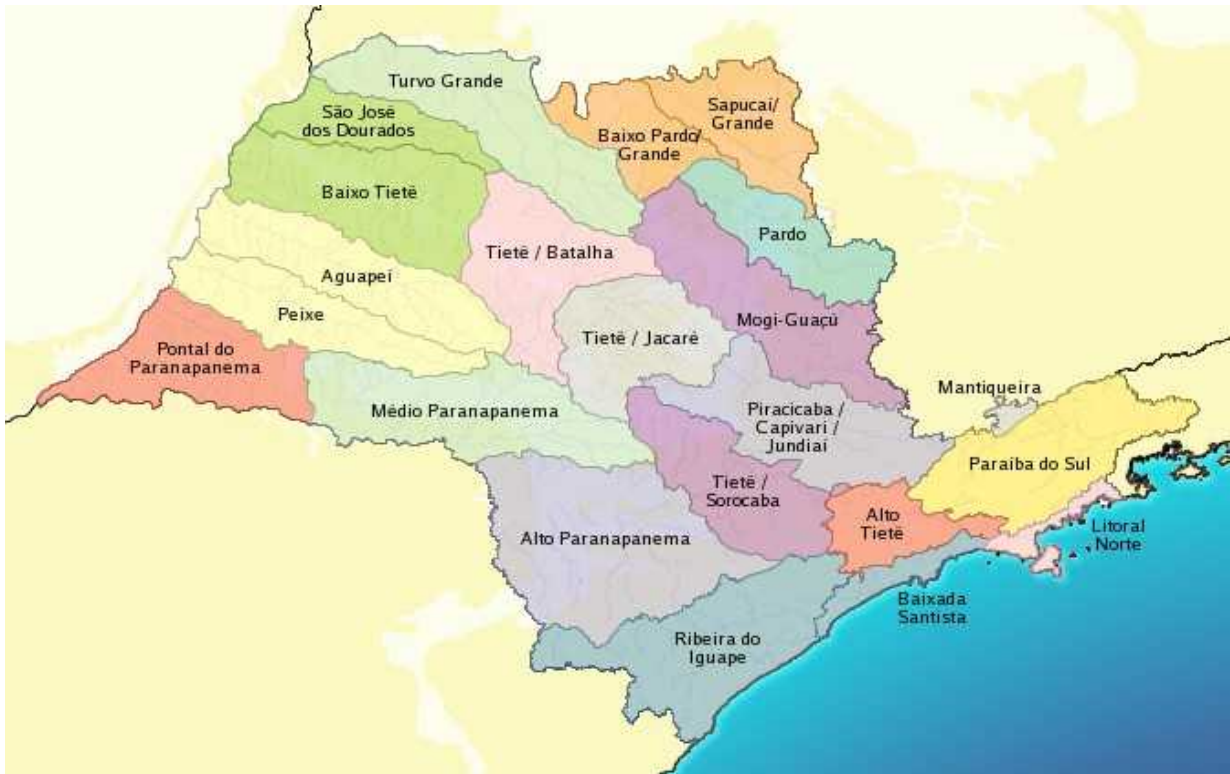 Turvo Grande
Sapucaí/
Grande
São José
dos Dourados
Baixo Pardo/
Grande
Baixo Tietê
Pardo
Tietê / Batalha
Aguapeí
Peixe
Mogi-Guaçú
Tietê / Jacaré
Pontal do
Paranapanema
Mantiqueira
Médio Paranapanema
Piracicaba /
Capivari /
Jundiaí
Paraíba do Sul
Tietê /
Sorocaba
Alto
Tietê
Litoral
Norte
Alto Paranapanema
Baixada
Santista
Ribeira do
Iguape